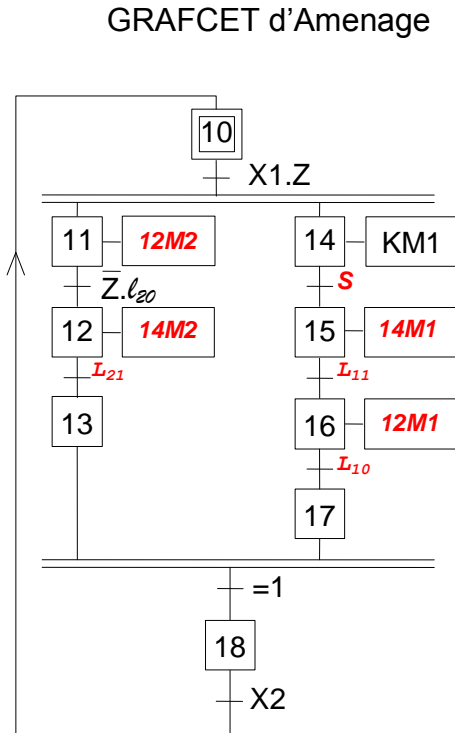 GRAFCET d'Amenage
10
X1.Z
11 12M2 14 KM1
Z̅.l₂₀ S
12 14M2 15 14M1
L₂₁ L₁₁
13 16 12M1
L₁₀
17
=1
18
X2